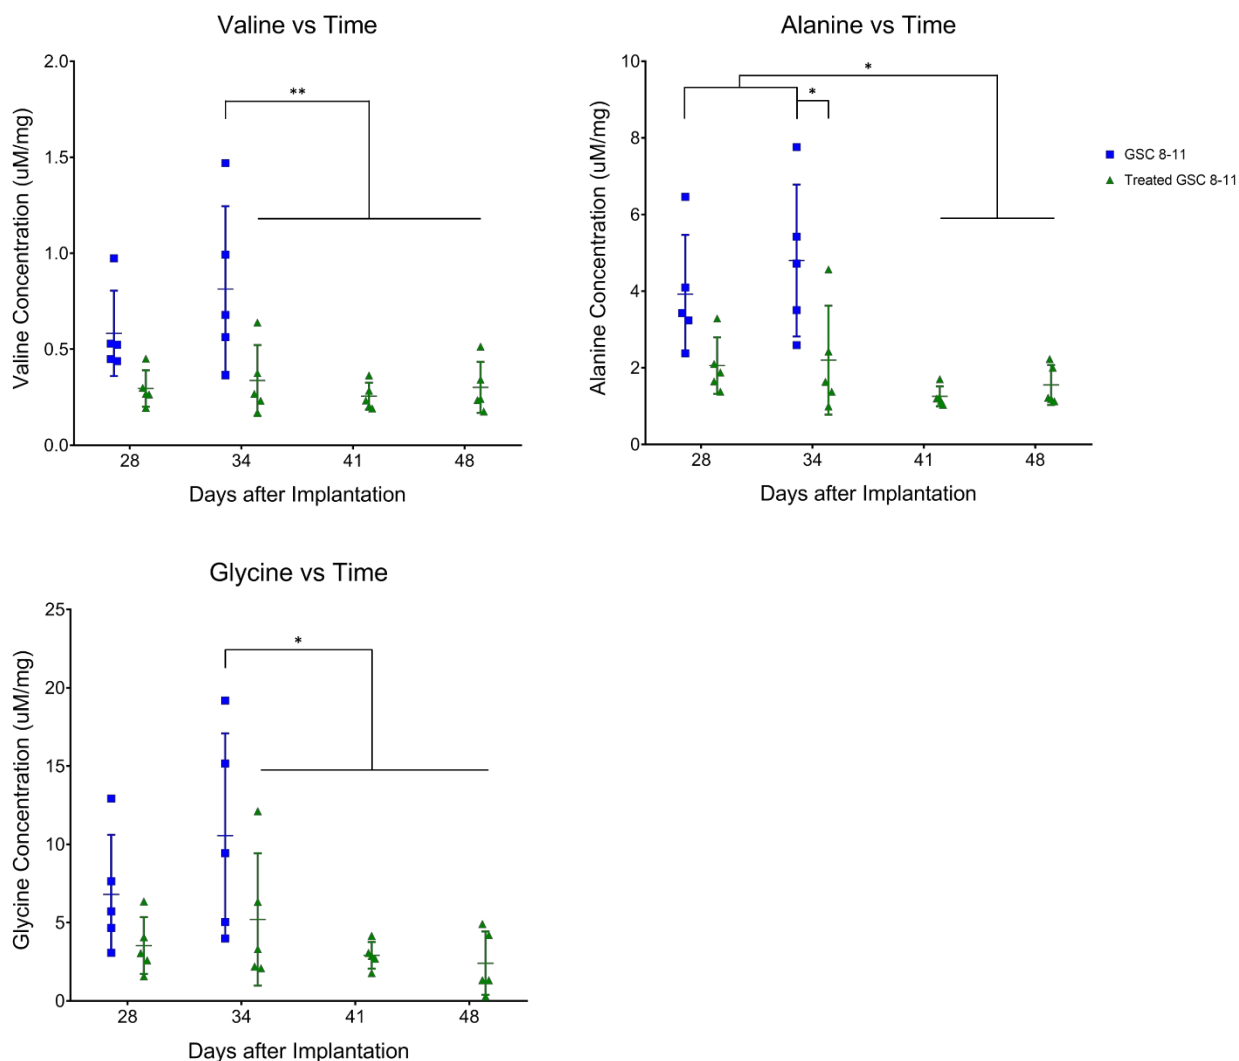 Valine vs Time
Valine Concentration (uM/mg)
2.0
1.5
1.0
0.5
0.0
**
28 34 41 48
Days after Implantation
Alanine vs Time
Alanine Concentration (uM/mg)
10
8
6
4
2
0
*
*
28 34 41 48
Days after Implantation
GSC 8-11
Treated GSC 8-11
Glycine vs Time
Glycine Concentration (uM/mg)
25
20
15
10
5
0
*
28 34 41 48
Days after Implantation